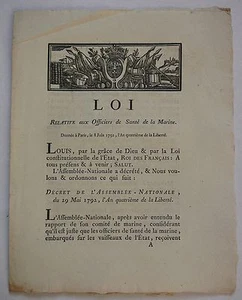 LOI
RELATIVE aux Officiers de Santé de la Marine.
Donnée à Paris, le 8 Juin 1792, l'An quatrième de la Liberté.
LOUIS, par la grâce de Dieu & par la Loi
constitutionnelle de l'Etat, ROI DES FRANÇAIS : A
tous présens & à venir ; SALUT.
L'Assemblée-Nationale a décrété, & Nous vou-
lons & ordonnons ce qui suit :
DECRET DE L'ASSEMBLÉE-NATIONALE,
du 29 Mai 1792, l'An quatrième de la Liberté.
L'Assemblée-Nationale, après avoir entendu le
rapport de son comité de marine, considérant
qu'il est juste que les officiers de santé de la marine,
embarqués sur les vaisseaux de l'Etat, reçoivent
A